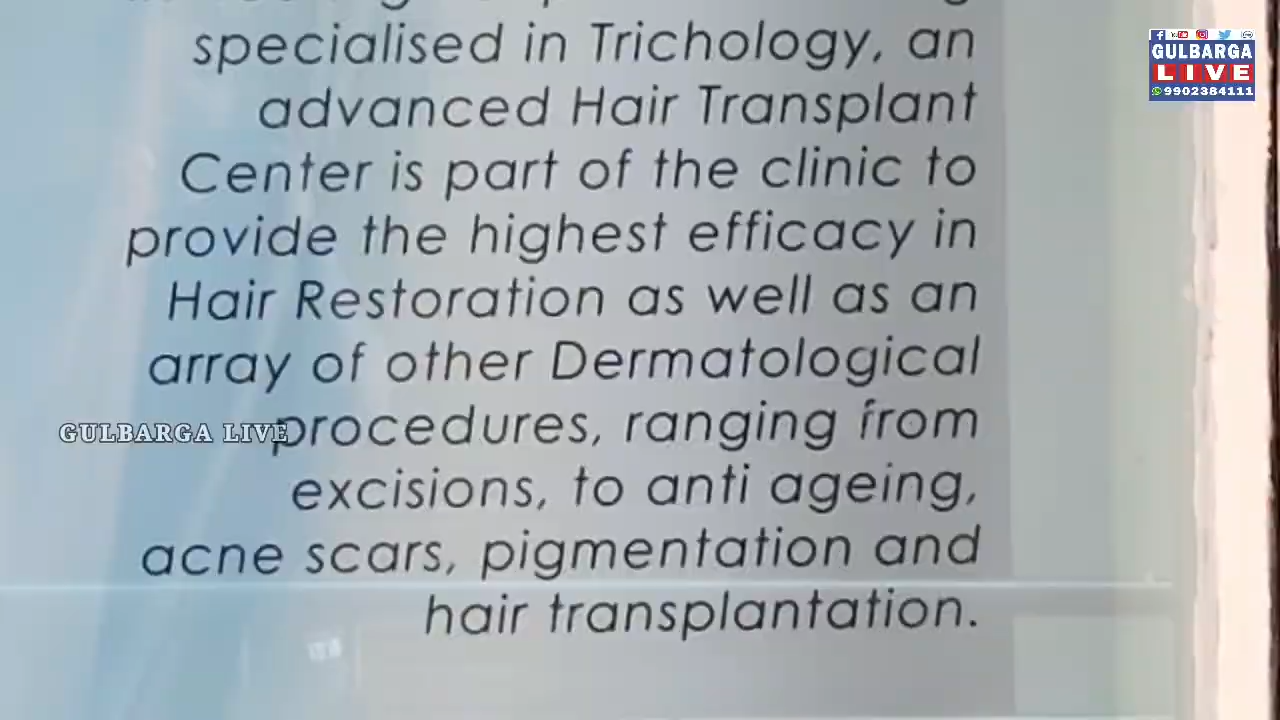 specialised in Trichology, an
advanced Hair Transplant
Center is part of the clinic to
provide the highest efficacy in
Hair Restoration as well as an
array of other Dermatological
procedures, ranging from
excisions, to anti ageing,
acne scars, pigmentation and
hair transplantation.
GULBARGA LIVE
GULBARGA
LIVE
9902384111